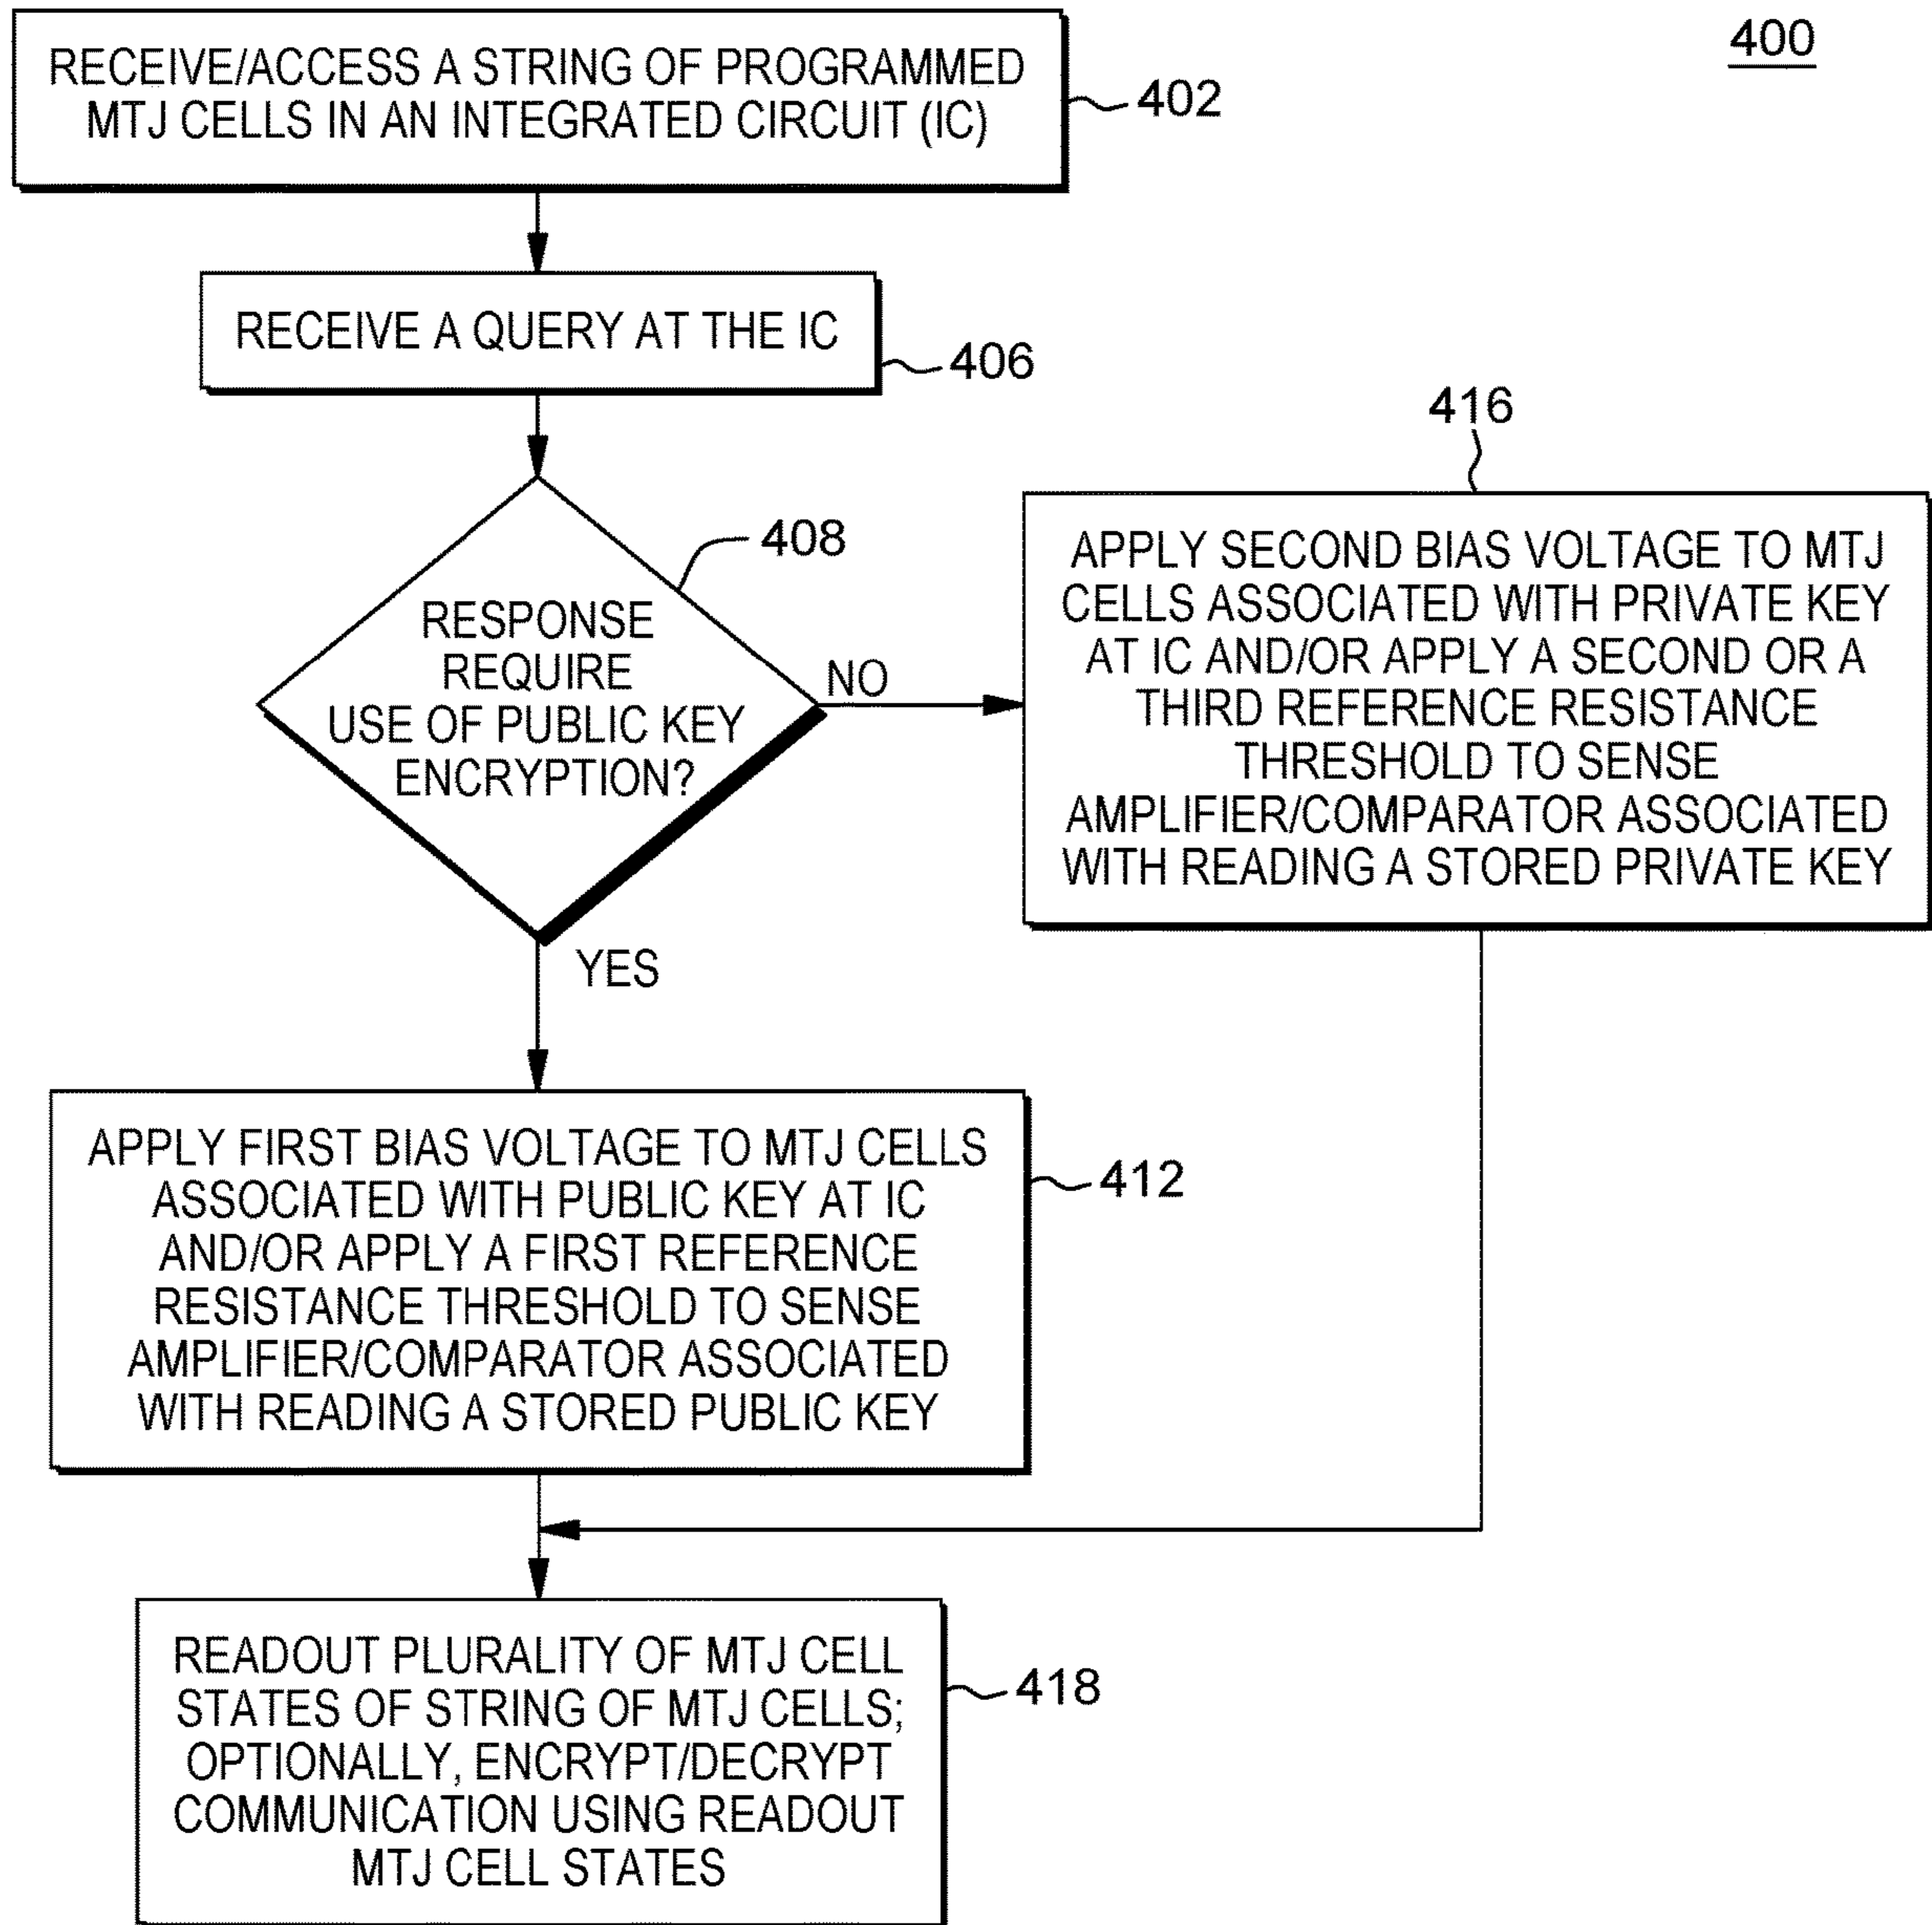 400
RECEIVE/ACCESS A STRING OF PROGRAMMED
MTJ CELLS IN AN INTEGRATED CIRCUIT (IC)
402
RECEIVE A QUERY AT THE IC
406
408
RESPONSE
REQUIRE
USE OF PUBLIC KEY
ENCRYPTION?
NO
YES
416
APPLY SECOND BIAS VOLTAGE TO MTJ
CELLS ASSOCIATED WITH PRIVATE KEY
AT IC AND/OR APPLY A SECOND OR A
THIRD REFERENCE RESISTANCE
THRESHOLD TO SENSE
AMPLIFIER/COMPARATOR ASSOCIATED
WITH READING A STORED PRIVATE KEY
APPLY FIRST BIAS VOLTAGE TO MTJ CELLS
ASSOCIATED WITH PUBLIC KEY AT IC
AND/OR APPLY A FIRST REFERENCE
RESISTANCE THRESHOLD TO SENSE
AMPLIFIER/COMPARATOR ASSOCIATED
WITH READING A STORED PUBLIC KEY
412
READOUT PLURALITY OF MTJ CELL
STATES OF STRING OF MTJ CELLS;
OPTIONALLY, ENCRYPT/DECRYPT
COMMUNICATION USING READOUT
MTJ CELL STATES
418